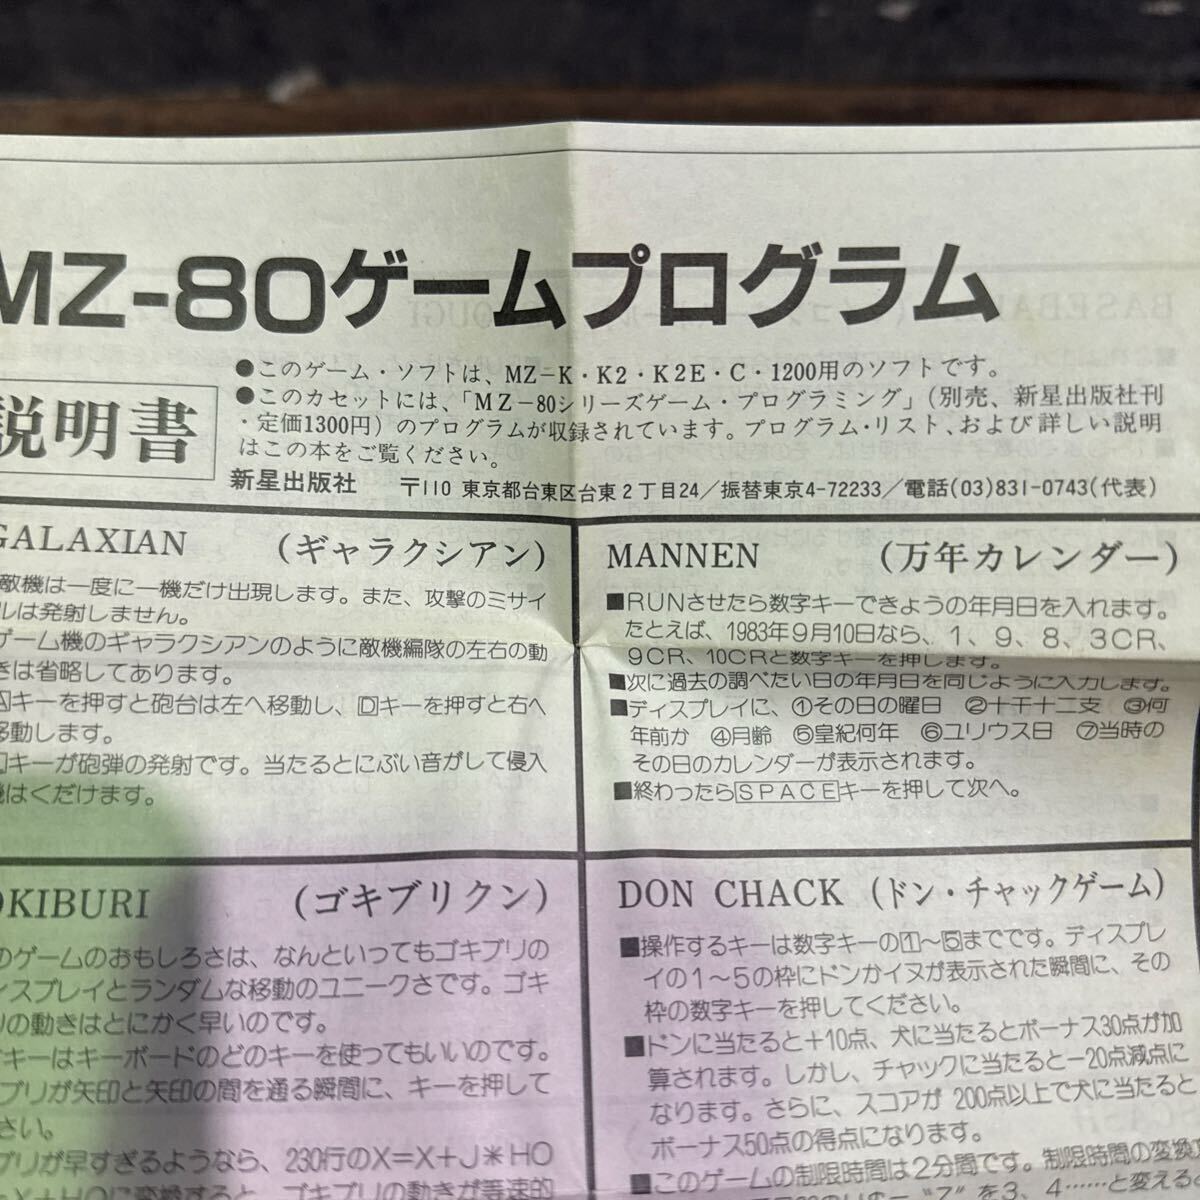 MZ-80ゲームプログラム
説明書
●このゲーム・ソフトは、MZ-K・K2・K2E・C・1200用のソフトです。
●このカセットには、「MZ-80シリーズゲーム・プログラミング」(別売、新星出版社刊
・定価1300円)のプログラムが収録されています。プログラム・リスト、および詳しい説明
はこの本をご覧ください。
新星出版社 〒110 東京都台東区台東2丁目24/振替東京4-72233/電話(03)831-0743(代表)
GALAXIAN (ギャラクシアン)
敵機は一度に一機だけ出現します。また、攻撃のミサイ
ルは発射しません。
ゲーム機のギャラクシアンのように敵機編隊の左右の動
きは省略してあります。
Aキーを押すと砲台は左へ移動し、Dキーを押すと右へ
移動します。
キーが砲弾の発射です。当たるとにぶい音がして侵入
機はくだけます。
MANNEN (万年カレンダー)
■RUNさせたら数字キーできょうの年月日を入れます。
たとえば、1983年9月10日なら、1、9、8、3CR、
9CR、10CRと数字キーを押します。
■次に過去の調べたい日の年月日を同じように入力します。
■ディスプレイに、①その日の曜日 ②十干十二支 ③何
年前か ④月齢 ⑤皇紀何年 ⑥ユリウス日 ⑦当時の
その日のカレンダーが表示されます。
■終わったらSPACEキーを押して次へ。
OKIBURI (ゴキブリクン)
のゲームのおもしろさは、なんといってもゴキブリの
ィスプレイとランダムな移動のユニークさです。ゴキ
リの動きはとにかく早いのです。
キーはキーボードのどのキーを使ってもいいのです。
ブリが矢印と矢印の間を通る瞬間に、キーを押して
さい。
ブリが早すぎるようなら、230行のX=X+J*HO
X+HOに変換すると、ゴキブリの動きが等速的
DON CHACK (ドン・チャックゲーム)
■操作するキーは数字キーの1~5までです。ディスプレ
イの1~5の枠にドンかイヌが表示された瞬間に、その
枠の数字キーを押してください。
■ドンに当たると+10点、犬に当たるとボーナス30点が加
算されます。しかし、チャックに当たると-20点減点に
なります。さらに、スコアが200点以上で犬に当たると
ボーナス50点の得点になります。
■このゲームの制限時間は2分間です。制限時間の変換
"2"を3、4……と変える